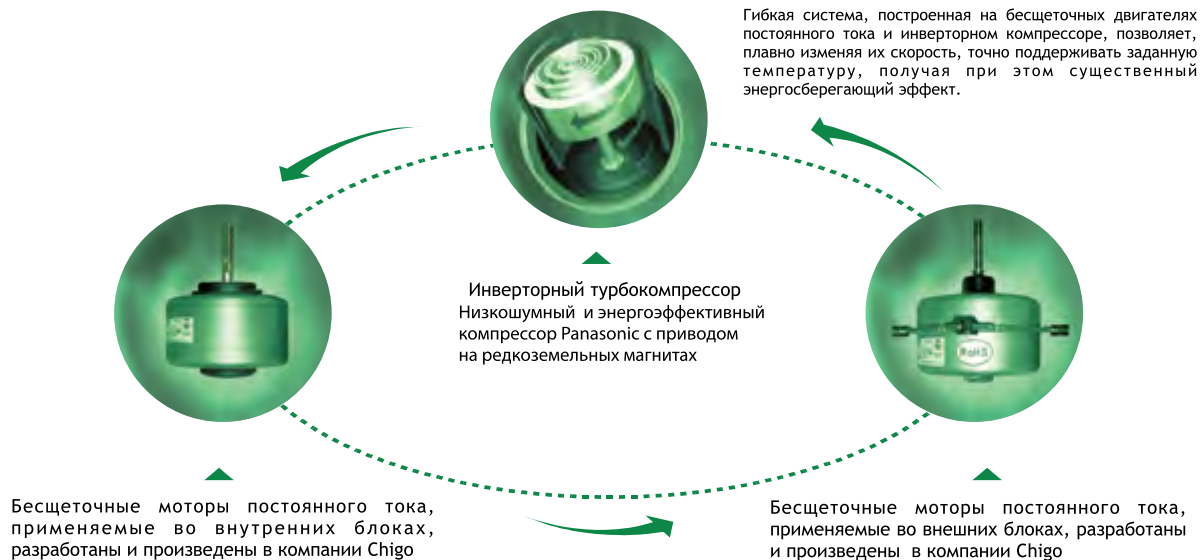 Гибкая система, построенная на бесщеточных двигателях
постоянного тока и инверторном компрессоре, позволяет,
плавно изменяя их скорость, точно поддерживать заданную
температуру, получая при этом существенный
энергосберегающий эффект.
Инверторный турбокомпрессор
Низкошумный и энергоэффективный
компрессор Panasonic с приводом
на редкоземельных магнитах
RoHS
Бесщеточные моторы постоянного тока,
применяемые во внутренних блоках,
разработаны и произведены в компании Chigo
Бесщеточные моторы постоянного тока,
применяемые во внешних блоках, разработаны
и произведены в компании Chigo